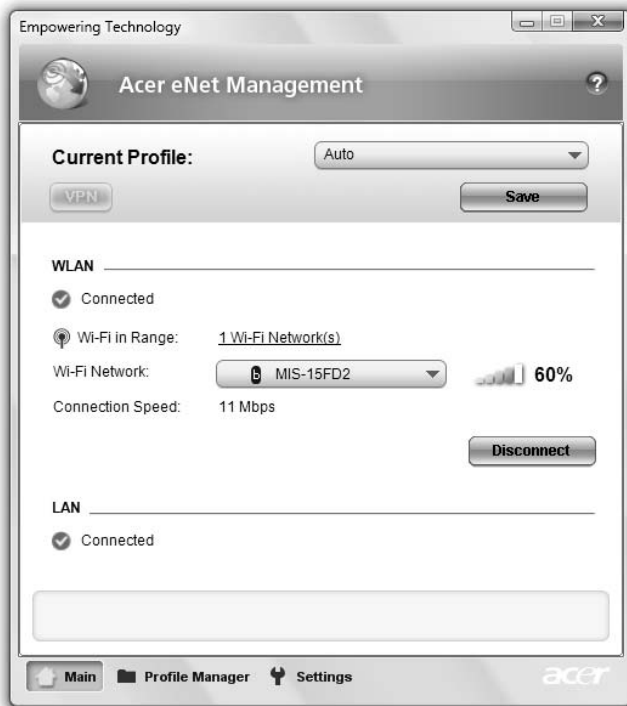 Empowering Technology
Acer eNet Management
?
Current Profile:
Auto
VPN
Save
WLAN
Connected
Wi-Fi in Range:
1 Wi-Fi Network(s)
Wi-Fi Network:
b MIS-15FD2
60%
Connection Speed:
11 Mbps
Disconnect
LAN
Connected
Main
Profile Manager
Settings
acer